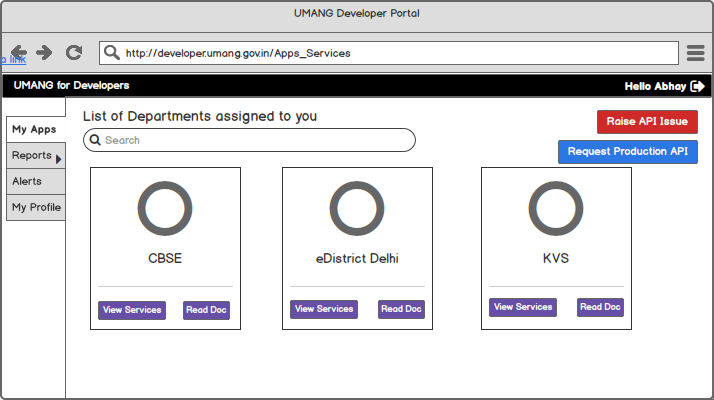 UMANG Developer Portal
a link
http://developer.umang.gov.in/Apps_Services
UMANG for Developers
Hello Abhay
My Apps
Reports
Alerts
My Profile
List of Departments assigned to you
Search
Raise API Issue
Request Production API
CBSE
View Services
Read Doc
eDistrict Delhi
View Services
Read Doc
KVS
View Services
Read Doc